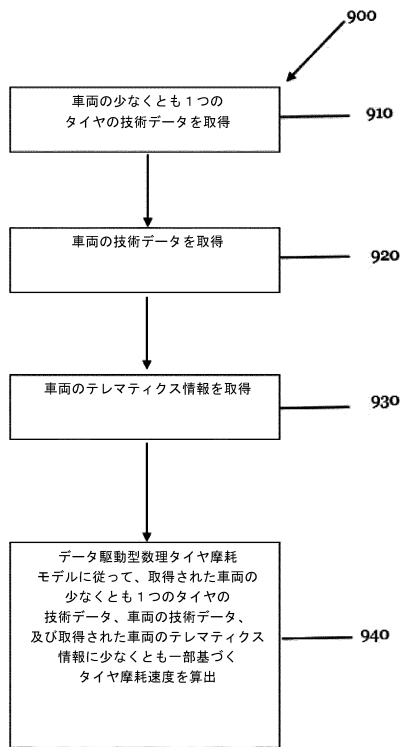 900
車両の少なくとも１つの
タイヤの技術データを取得
910
車両の技術データを取得
920
車両のテレマティクス情報を取得
930
データ駆動型数理タイヤ摩耗
モデルに従って、取得された車両の
少なくとも１つのタイヤの
技術データ、車両の技術データ、
及び取得された車両のテレマティクス
情報に少なくとも一部基づく
タイヤ摩耗速度を算出
940